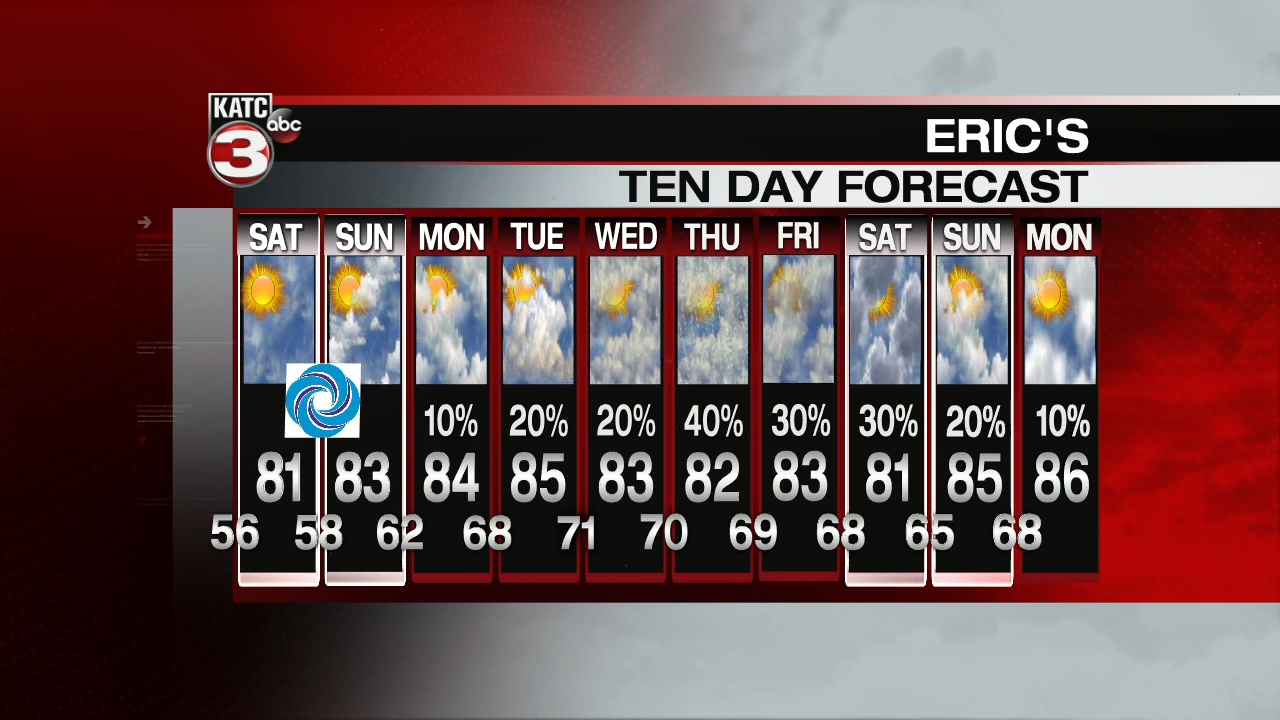 KATC
abc
3
ERIC'S
TEN DAY FORECAST
SAT SUN MON TUE WED THU FRI SAT SUN MON
10% 20% 20% 40% 30% 30% 20% 10%
81 83 84 85 83 82 83 81 85 86
56 58 62 68 71 70 69 68 65 68